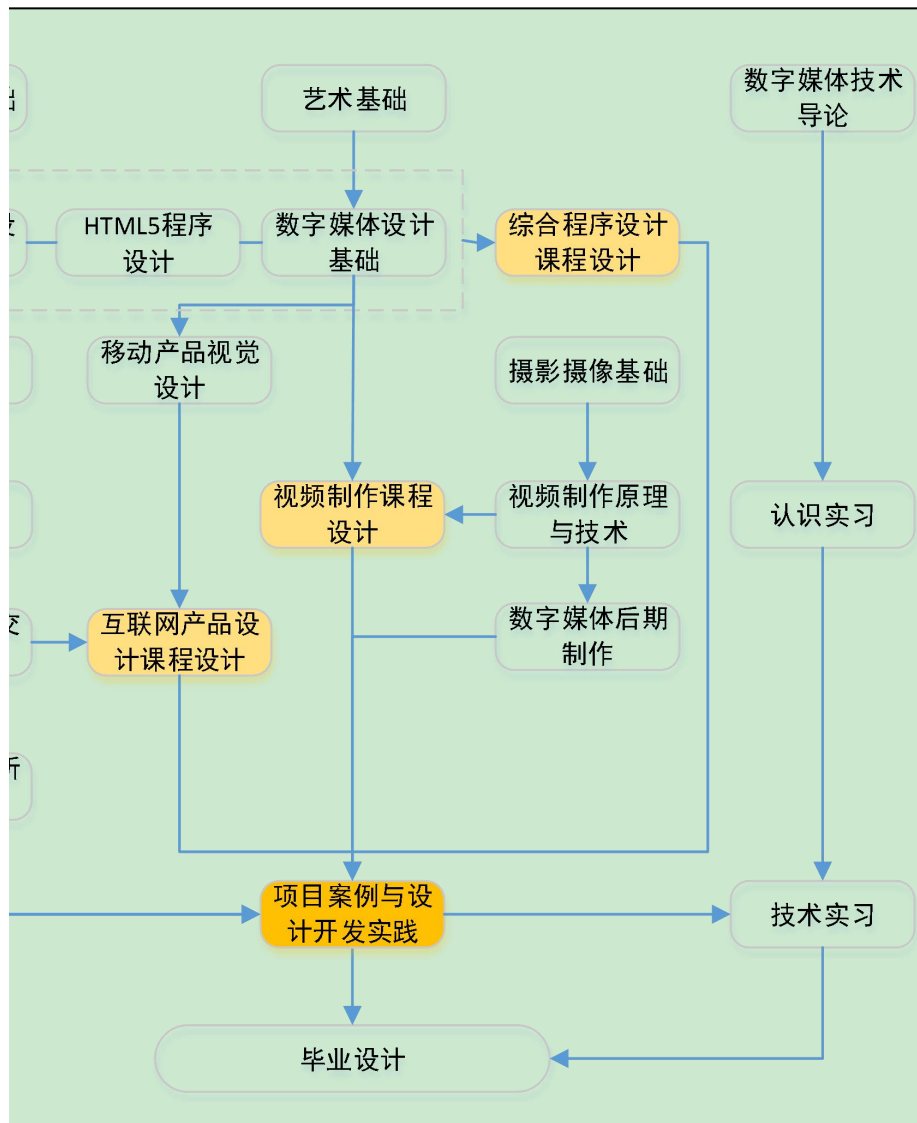 艺术基础
数字媒体技术
导论
HTML5程序
设计
数字媒体设计
基础
综合程序设计
课程设计
移动产品视觉
设计
摄影摄像基础
视频制作课程
设计
视频制作原理
与技术
认识实习
互联网产品设
计课程设计
数字媒体后期
制作
项目案例与设
计开发实践
技术实习
毕业设计